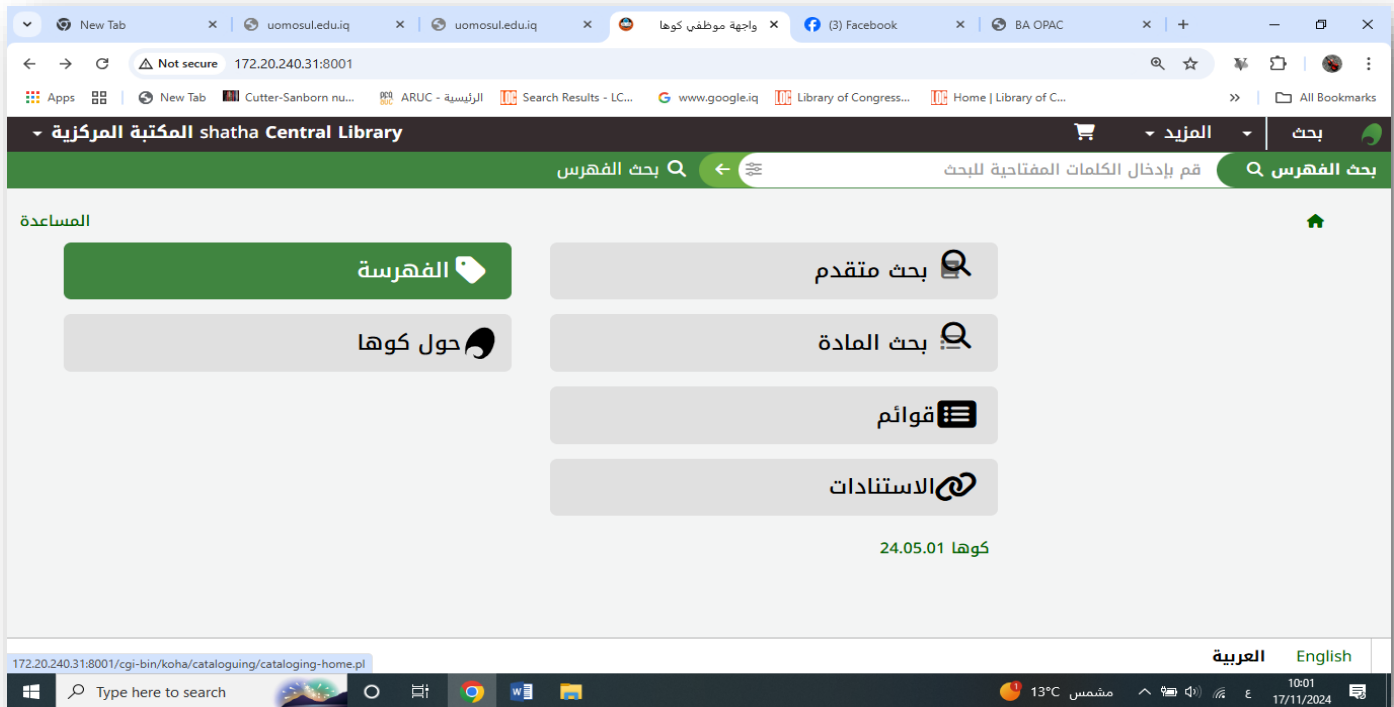 New Tab
uomosul.edu.iq
uomosul.edu.iq
واجهة موظفي كوها
(3) Facebook
BA OPAC
Not secure 172.20.240.31:8001
Apps
New Tab
Cutter-Sanborn nu...
ARUC - الرئيسية
Search Results - LC...
www.google.iq
Library of Congress...
Home | Library of C...
All Bookmarks
بحث
المزيد
shatha Central Library المكتبة المركزية
بحث الفهرس
قم بإدخال الكلمات المفتاحية للبحث
بحث الفهرس
المساعدة
بحث متقدم
الفهرسة
بحث المادة
حول كوها
قوائم
الاستنادات
كوها 24.05.01
English
العربية
172.20.240.31:8001/cgi-bin/koha/cataloguing/cataloging-home.pl
Type here to search
13°C مشمس
ع
10:01
17/11/2024